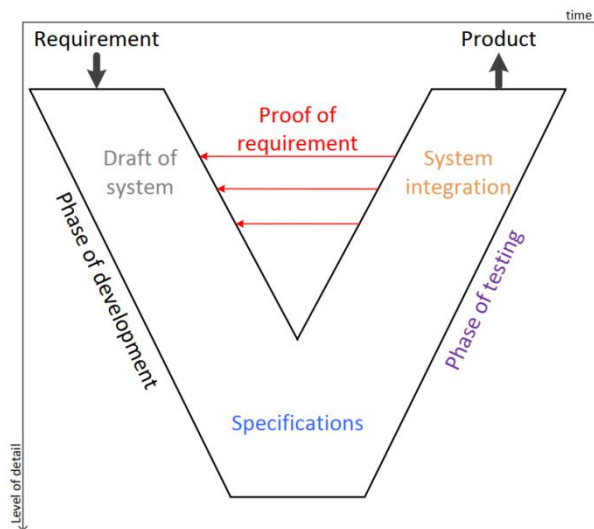 time
Requirement
Product
Proof of
requirement
Draft of
system
System
integration
Phase of development
Phase of testing
Specifications
Level of detail